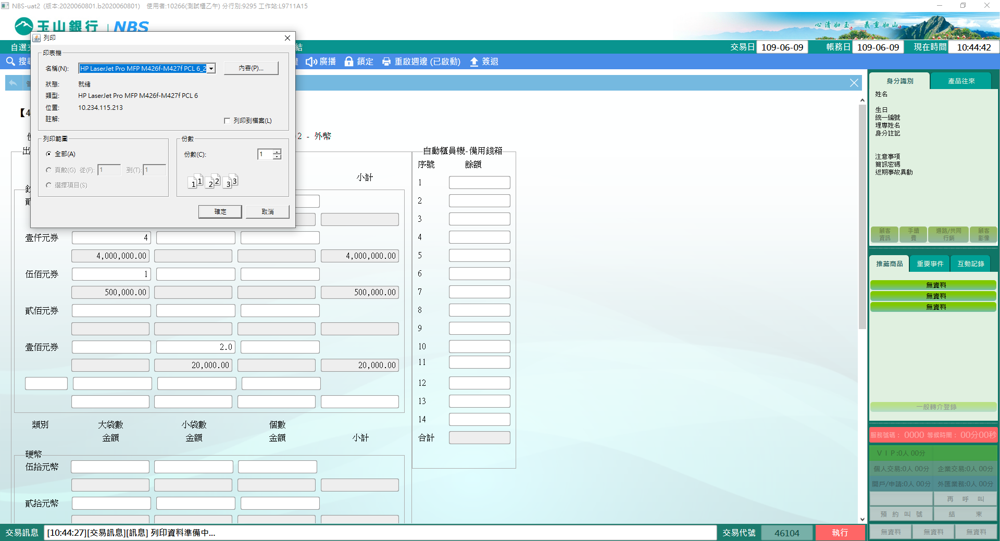 NBS-uat2 (版本:2020060801.b2020060801) 使用者:10266(測試櫃乙午) 分行別:9295 工作站:L9711A15
玉山銀行 NBS
心清如玉。義重如山。
自選交
結
交易日 109-06-09 帳務日 109-06-09 現在時間 10:44:42
搜尋
廣播 鎖定 重啟週邊 (已啟動) 簽退
列印
印表機
名稱(N): HP LaserJet Pro MFP M426f-M427f PCL 6_2 內容(P)...
狀態: 就緒
類型: HP LaserJet Pro MFP M426f-M427f PCL 6
位置: 10.234.115.213
註解:
列印到檔案(L)
列印範圍
全部(A)
頁數(G) 從(F): 1 到(T): 1
選擇項目(S)
份數
份數(C): 1
1 1 2 2 3 3
確定 取消
【4
2 - 外幣
出
小計
壹仟元券 4
4,000,000.00 4,000,000.00
伍佰元券 1
500,000.00 500,000.00
貳佰元券
壹佰元券 2.0
20,000.00 20,000.00
類別 大袋數 小袋數 個數
金額 金額 金額 小計
硬幣
伍拾元幣
貳拾元幣
自動櫃員機-備用錢箱
序號 餘額
1
2
3
4
5
6
7
8
9
10
11
12
13
14
合計
身分識別 產品往來
姓名
生日
統一編號
理專姓名
身分註記
注意事項
簡訊密碼
近期事故異動
顧客資訊 手續費 通路/共同行銷 顧客影像
推薦商品 重要事件 互動記錄
無資料
無資料
無資料
一般轉介登錄
服務號碼： 0000 等候時間： 00分00秒
ＶＩＰ:0人 00分
個人交易:0人 00分 企業交易:0人 00分
開戶/申請:0人 00分 外匯業務:0人 00分
再 呼 叫
預 約 叫 號 結 束
無資料 無資料 無資料
交易訊息 [10:44:27][交易訊息][訊息] 列印資料準備中... 交易代號 46104 執行